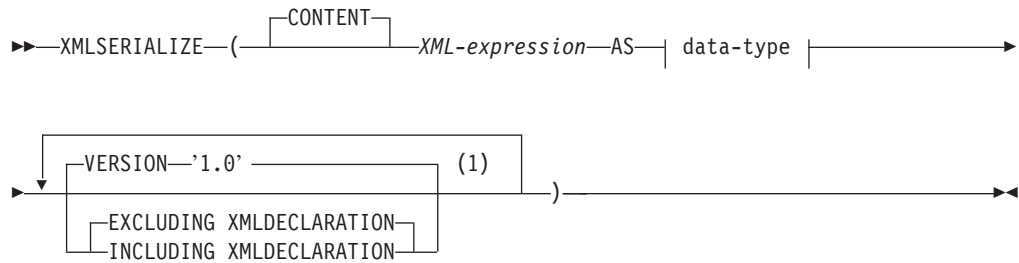 CONTENT
XMLSERIALIZE ( XML-expression AS data-type
VERSION ’1.0’ (1)
)
EXCLUDING XMLDECLARATION
INCLUDING XMLDECLARATION